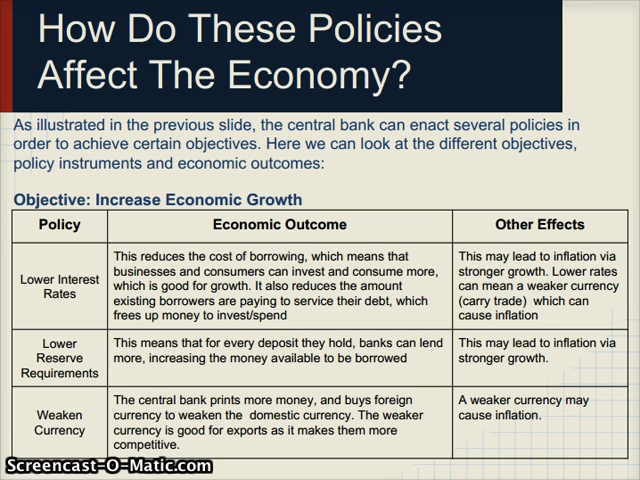 How Do These Policies
Affect The Economy?
As illustrated in the previous slide, the central bank can enact several policies in
order to achieve certain objectives. Here we can look at the different objectives,
policy instruments and economic outcomes:
Objective: Increase Economic Growth
Policy
Economic Outcome
Other Effects
Lower Interest
Rates
This reduces the cost of borrowing, which means that
businesses and consumers can invest and consume more,
which is good for growth. It also reduces the amount
existing borrowers are paying to service their debt, which
frees up money to invest/spend
This may lead to inflation via
stronger growth. Lower rates
can mean a weaker currency
(carry trade)  which can
cause inflation
Lower
Reserve
Requirements
This means that for every deposit they hold, banks can lend
more, increasing the money available to be borrowed
This may lead to inflation via
stronger growth.
Weaken
Currency
The central bank prints more money, and buys foreign
currency to weaken the  domestic currency. The weaker
currency is good for exports as it makes them more
competitive.
A weaker currency may
cause inflation.
Screencast-O-Matic.com